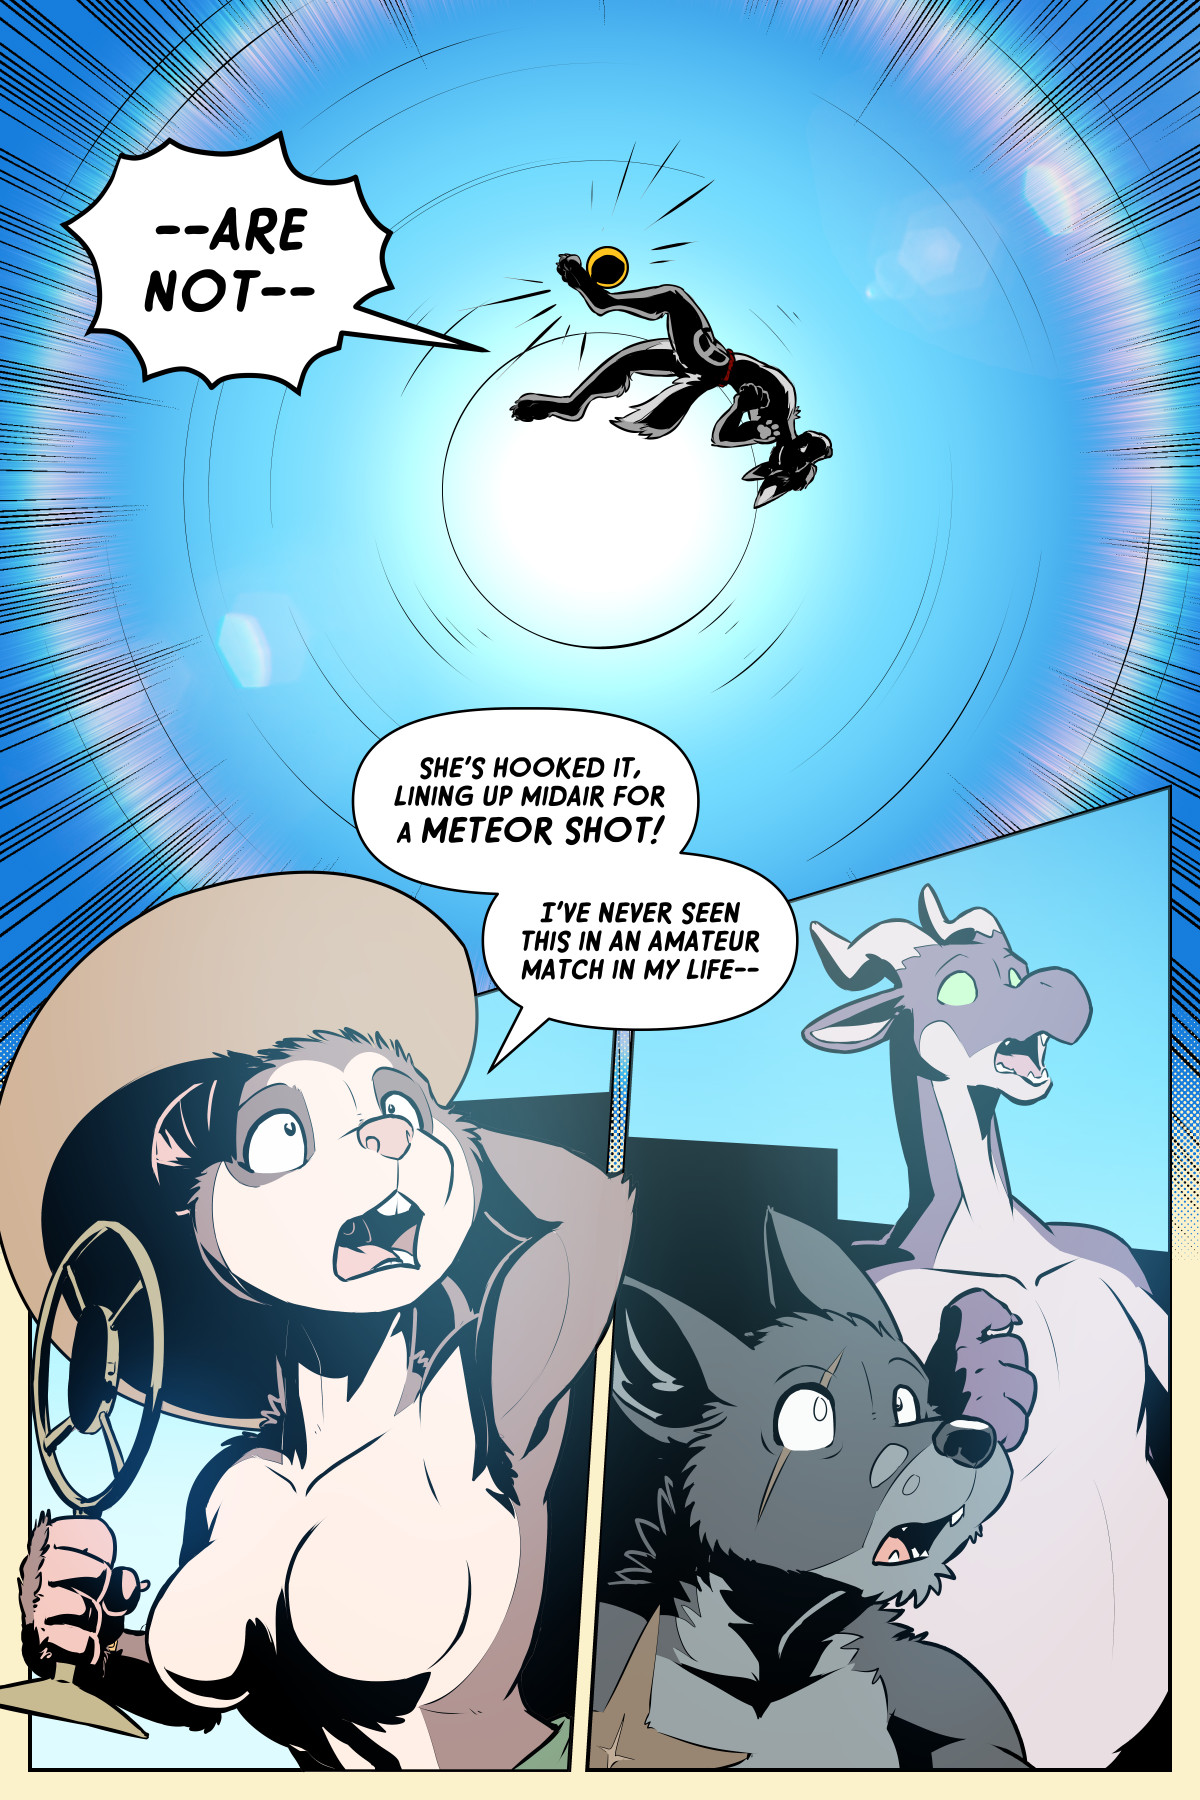 --ARE
NOT--
SHE'S HOOKED IT,
LINING UP MIDAIR FOR
A METEOR SHOT!
I'VE NEVER SEEN
THIS IN AN AMATEUR
MATCH IN MY LIFE--